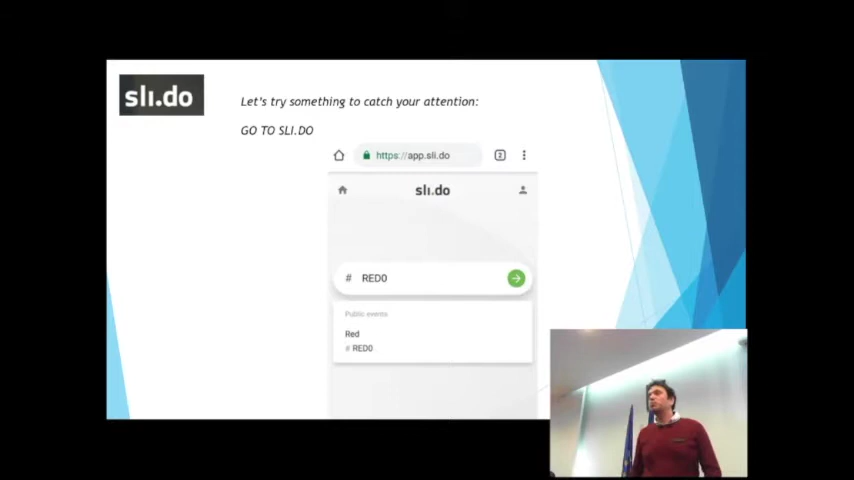 sli.do
Let's try something to catch your attention:
GO TO SLI.DO
https://app.sli.do
2
sli.do
# RED0
Public events
Red
# RED0